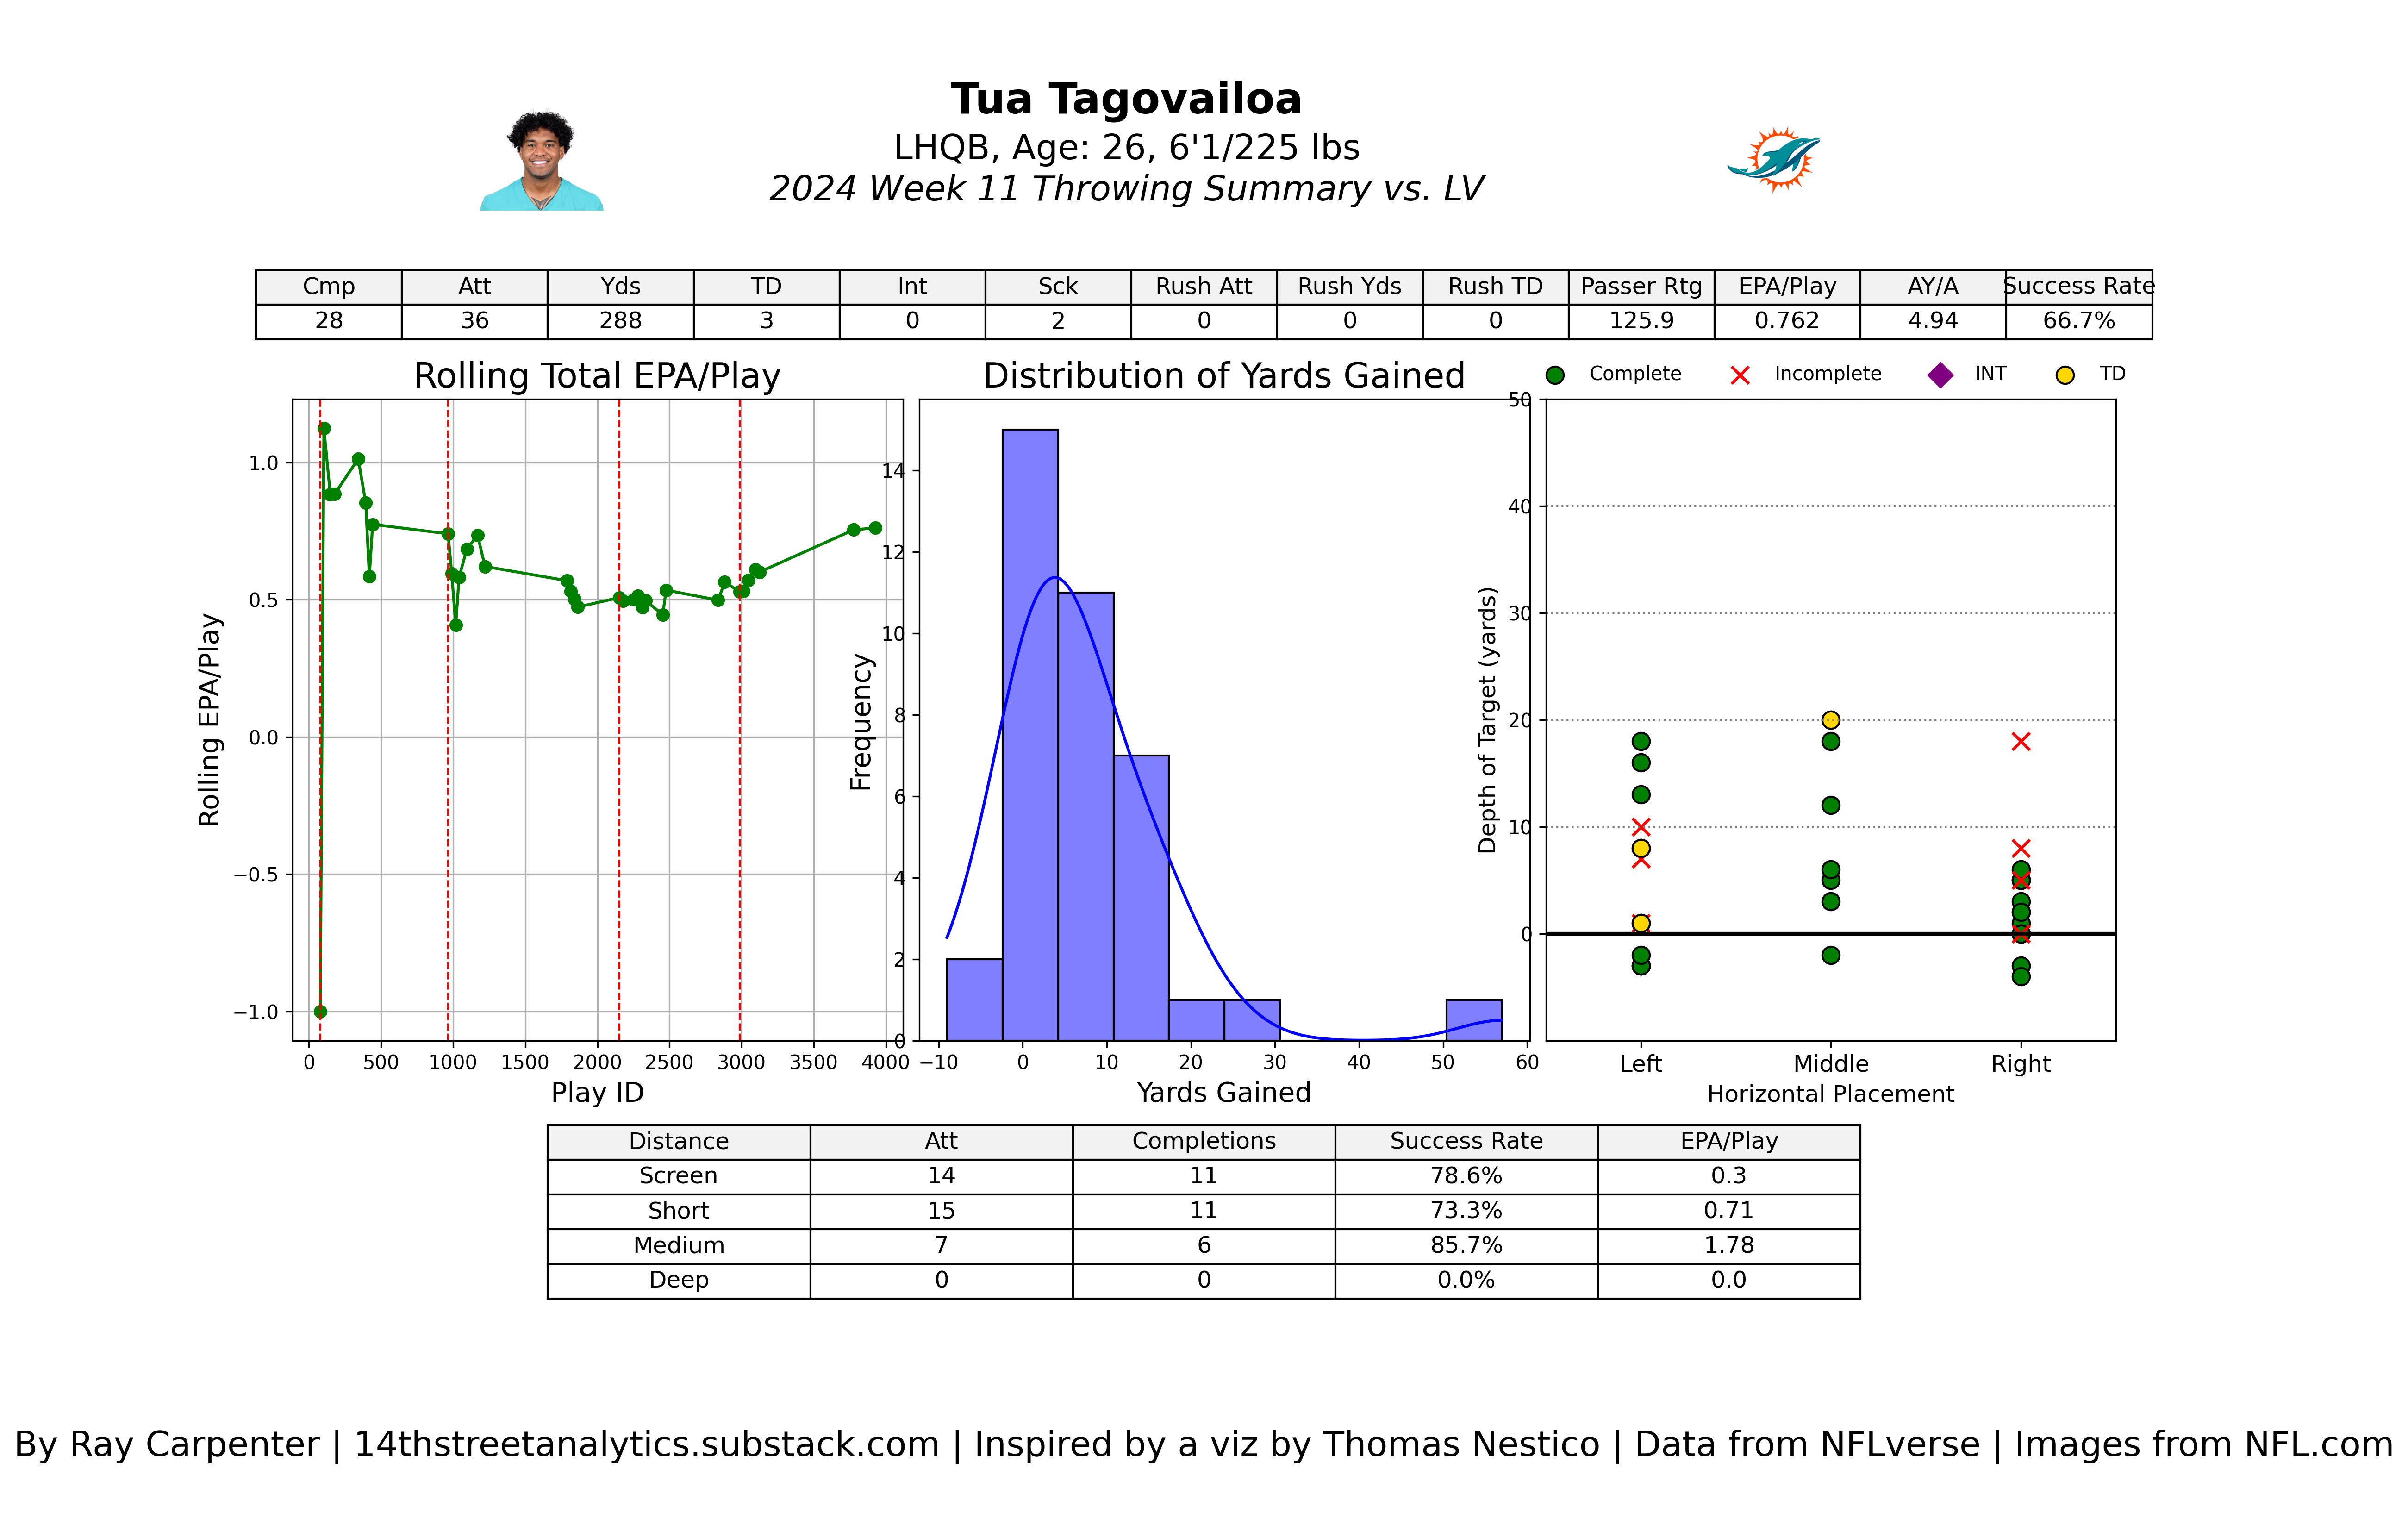 Tua Tagovailoa
LHQB, Age: 26, 6'1/225 lbs
2024 Week 11 Throwing Summary vs. LV
Cmp Att Yds TD Int Sck Rush Att Rush Yds Rush TD Passer Rtg EPA/Play AY/A Success Rate
28 36 288 3 0 2 0 0 0 125.9 0.762 4.94 66.7%
Rolling Total EPA/Play
Rolling EPA/Play
1.0
0.5
0.0
−0.5
−1.0
0 500 1000 1500 2000 2500 3000 3500 4000
Play ID
Distribution of Yards Gained
Frequency
14
12
10
8
6
4
2
0
−10 0 10 20 30 40 50 60
Yards Gained
Complete Incomplete INT TD
Depth of Target (yards)
50
40
30
20
10
0
Left Middle Right
Horizontal Placement
Distance Att Completions Success Rate EPA/Play
Screen 14 11 78.6% 0.3
Short 15 11 73.3% 0.71
Medium 7 6 85.7% 1.78
Deep 0 0 0.0% 0.0
By Ray Carpenter | 14thstreetanalytics.substack.com | Inspired by a viz by Thomas Nestico | Data from NFLverse | Images from NFL.com